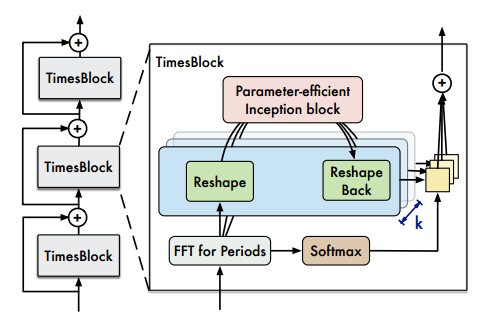 TimesBlock
TimesBlock
TimesBlock
TimesBlock
Parameter-efficient
Inception block
Reshape
Reshape
Back
k
FFT for Periods
Softmax
+
+
+
+